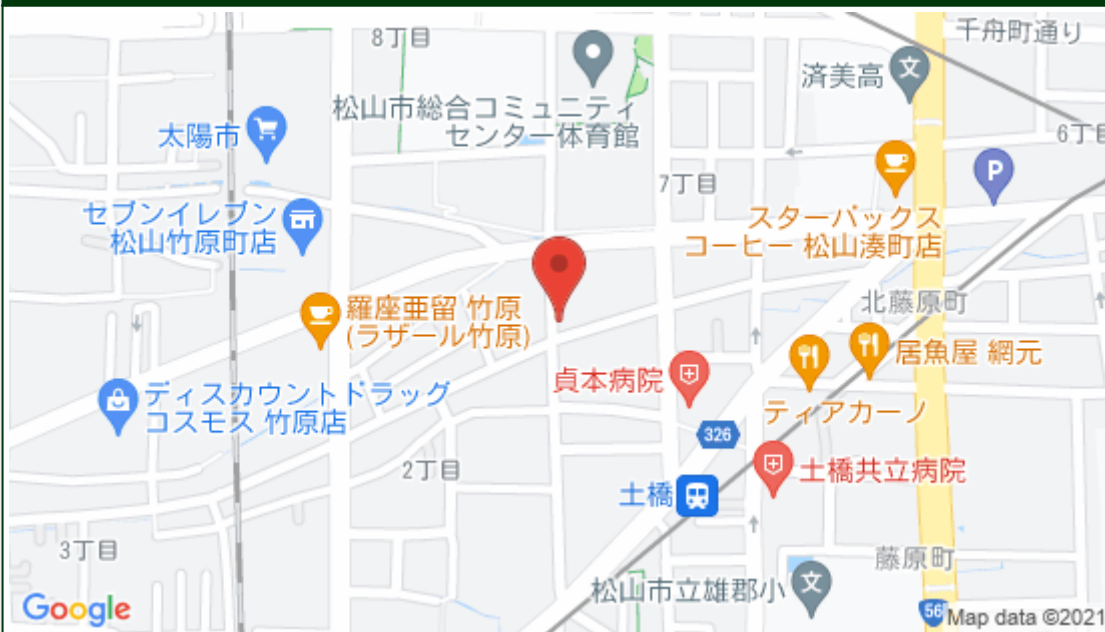 8丁目
千舟町通り
済美高
松山市総合コミュニティ
センター体育館
太陽市
6丁目
7丁目
セブンイレブン
松山竹原町店
スターバックス
コーヒー 松山湊町店
北藤原町
羅座亜留 竹原
(ラザール竹原)
居魚屋 網元
貞本病院
ディスカウントドラッグ
コスモス 竹原店
ティアカーノ
326
2丁目
土橋共立病院
土橋
3丁目
藤原町
松山市立雄郡小
Google
56
Map data ©2021
P